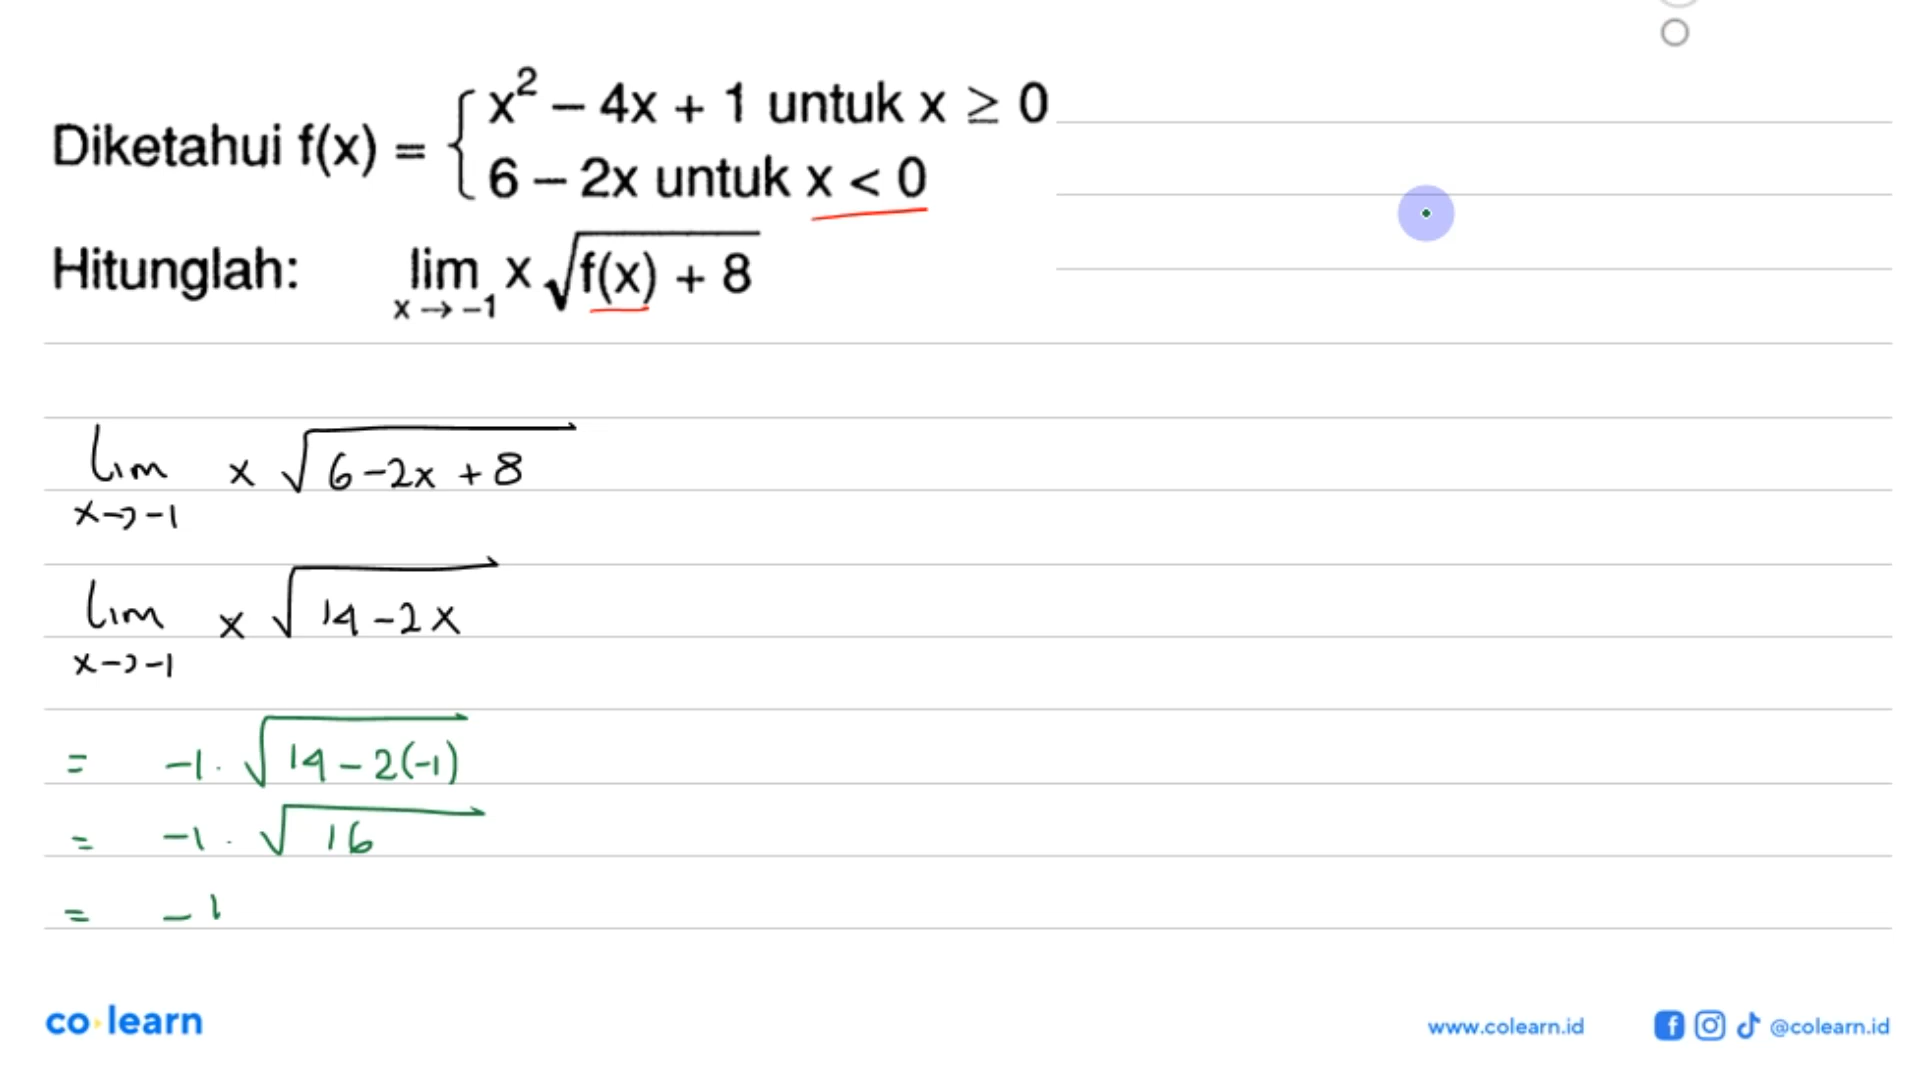 Diketahui f(x) = { x² – 4x + 1 untuk x ≥ 0
6 – 2x untuk x < 0
Hitunglah: lim x √(f(x) + 8)
x → –1
lim x √(6 – 2x + 8)
x → –1
lim x √(14 – 2x)
x → –1
= –1 . √(14 – 2(–1))
= –1 . √16
= –1
co learn
www.colearn.id @colearn.id